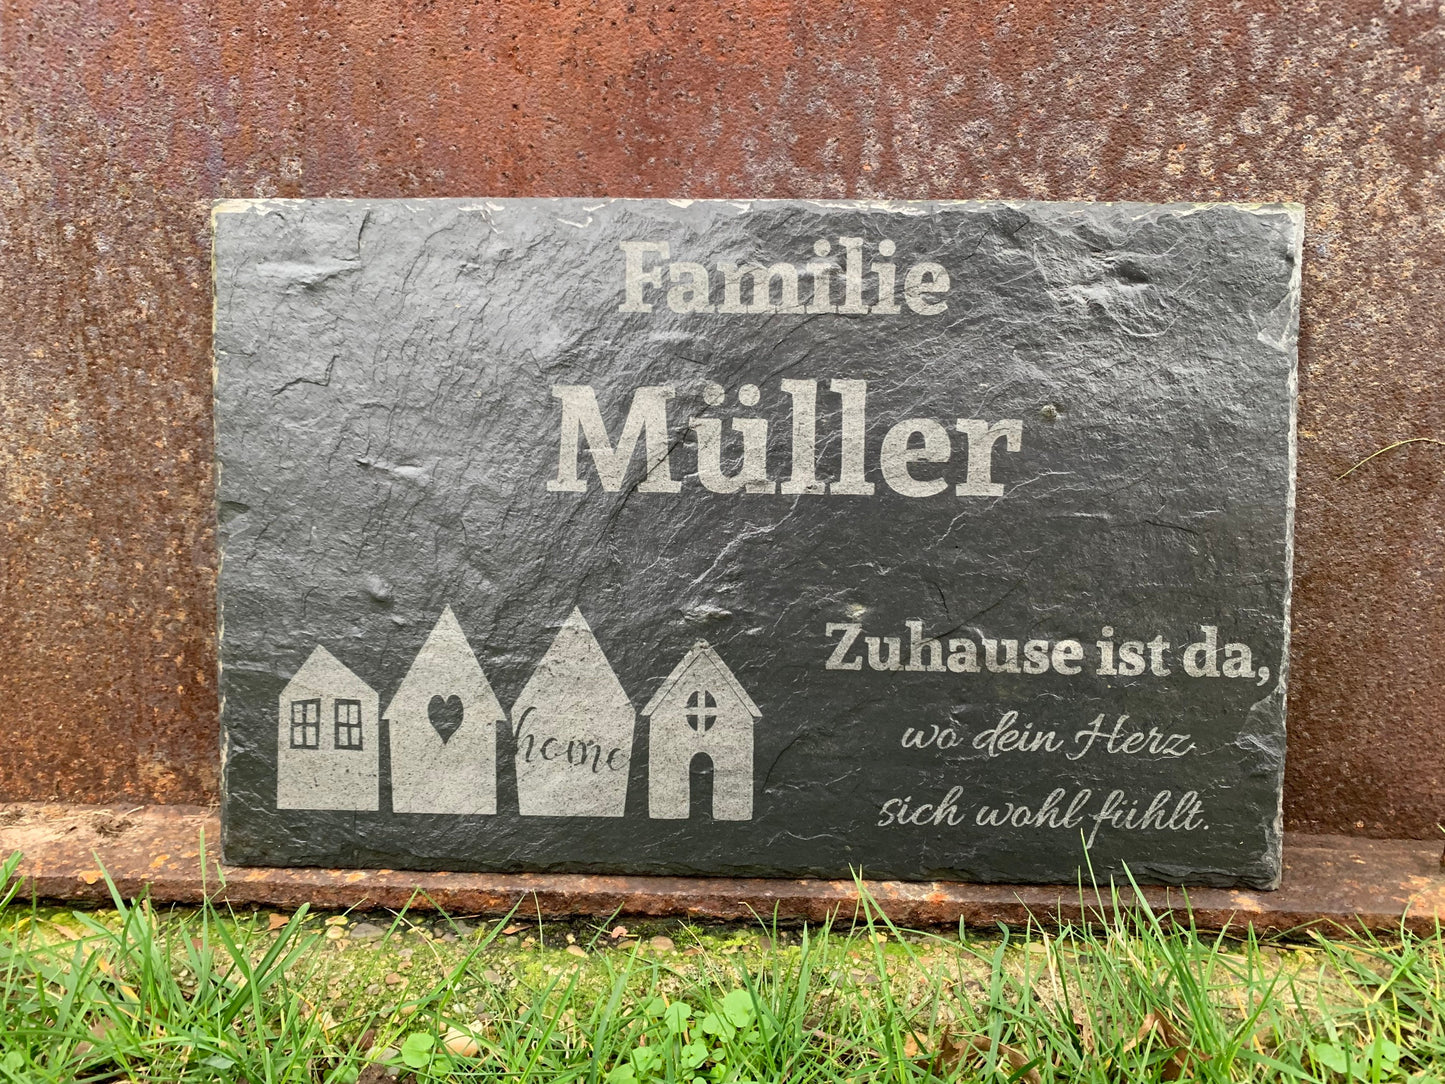 Familie
Müller
home
Zuhause ist da,
wo dein Herz
sich wohl fühlt.